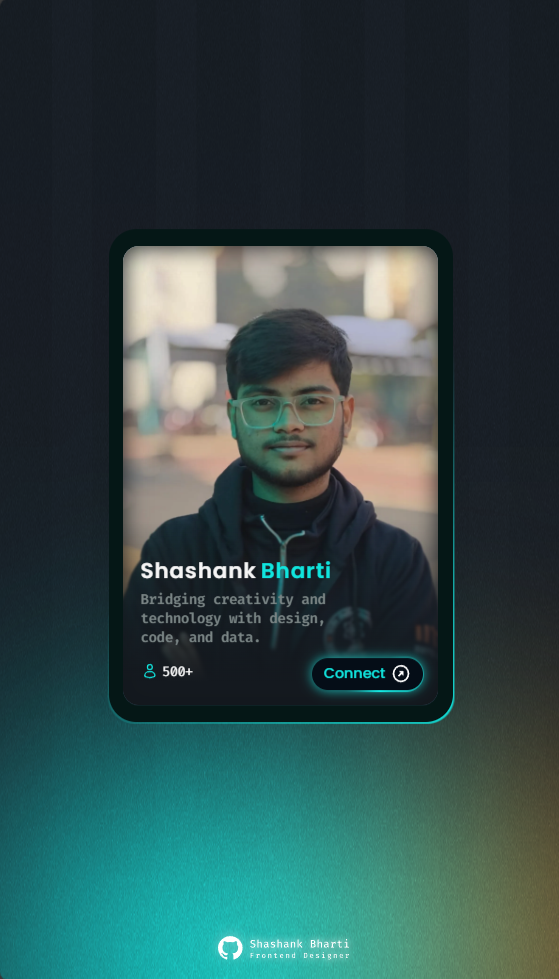 Shashank Bharti
Bridging creativity and
technology with design,
code, and data.
500+
Connect
Shashank Bharti
Frontend Designer